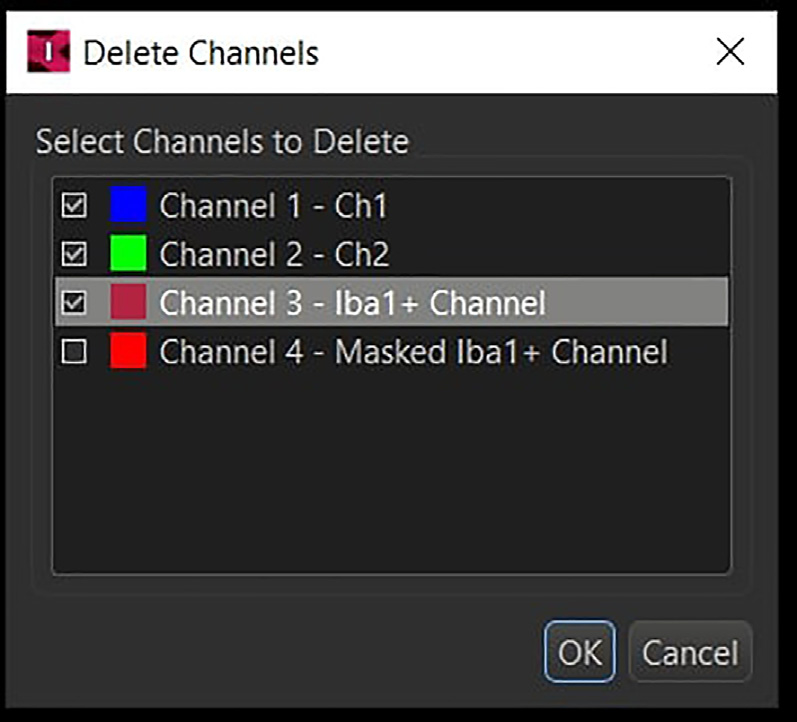 Delete Channels
Select Channels to Delete
Channel 1 - Ch1
Channel 2 - Ch2
Channel 3 - Iba1+ Channel
Channel 4 - Masked Iba1+ Channel
OK Cancel